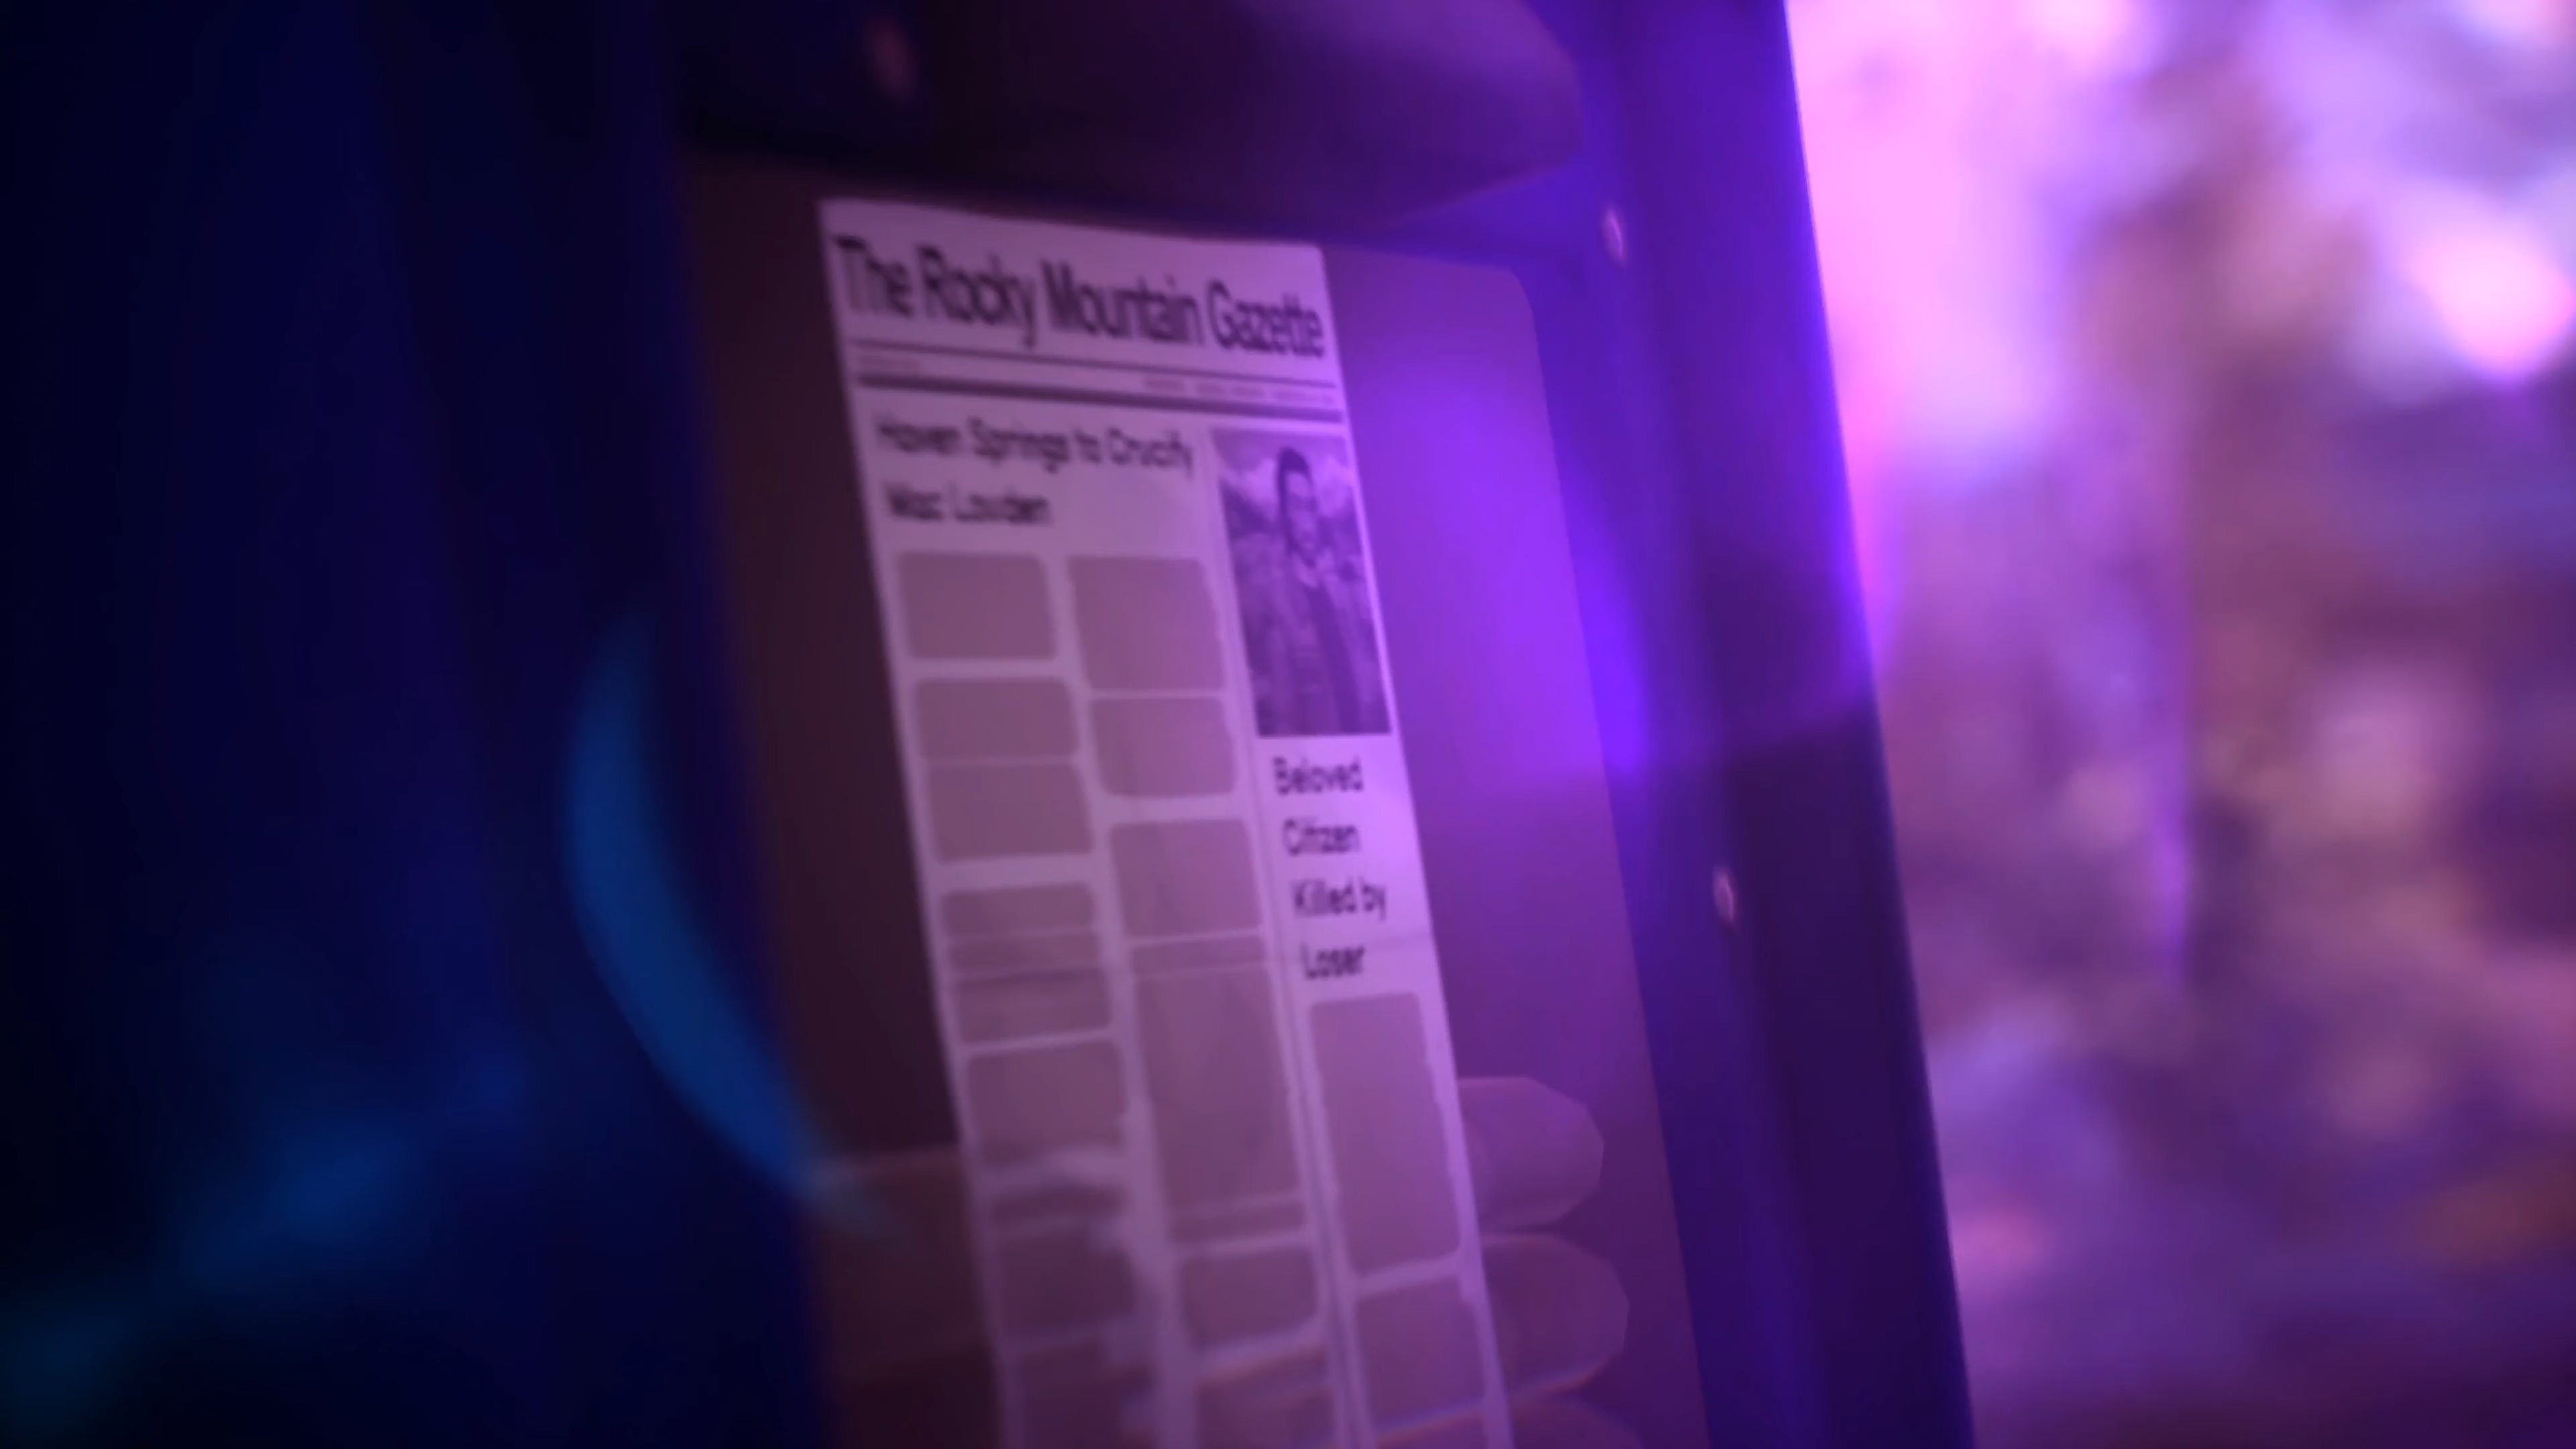 The Rocky Mountain Gazette
Haven Springs to Crucify
Mac Louden
Beloved
Citizen
Killed by
Loser